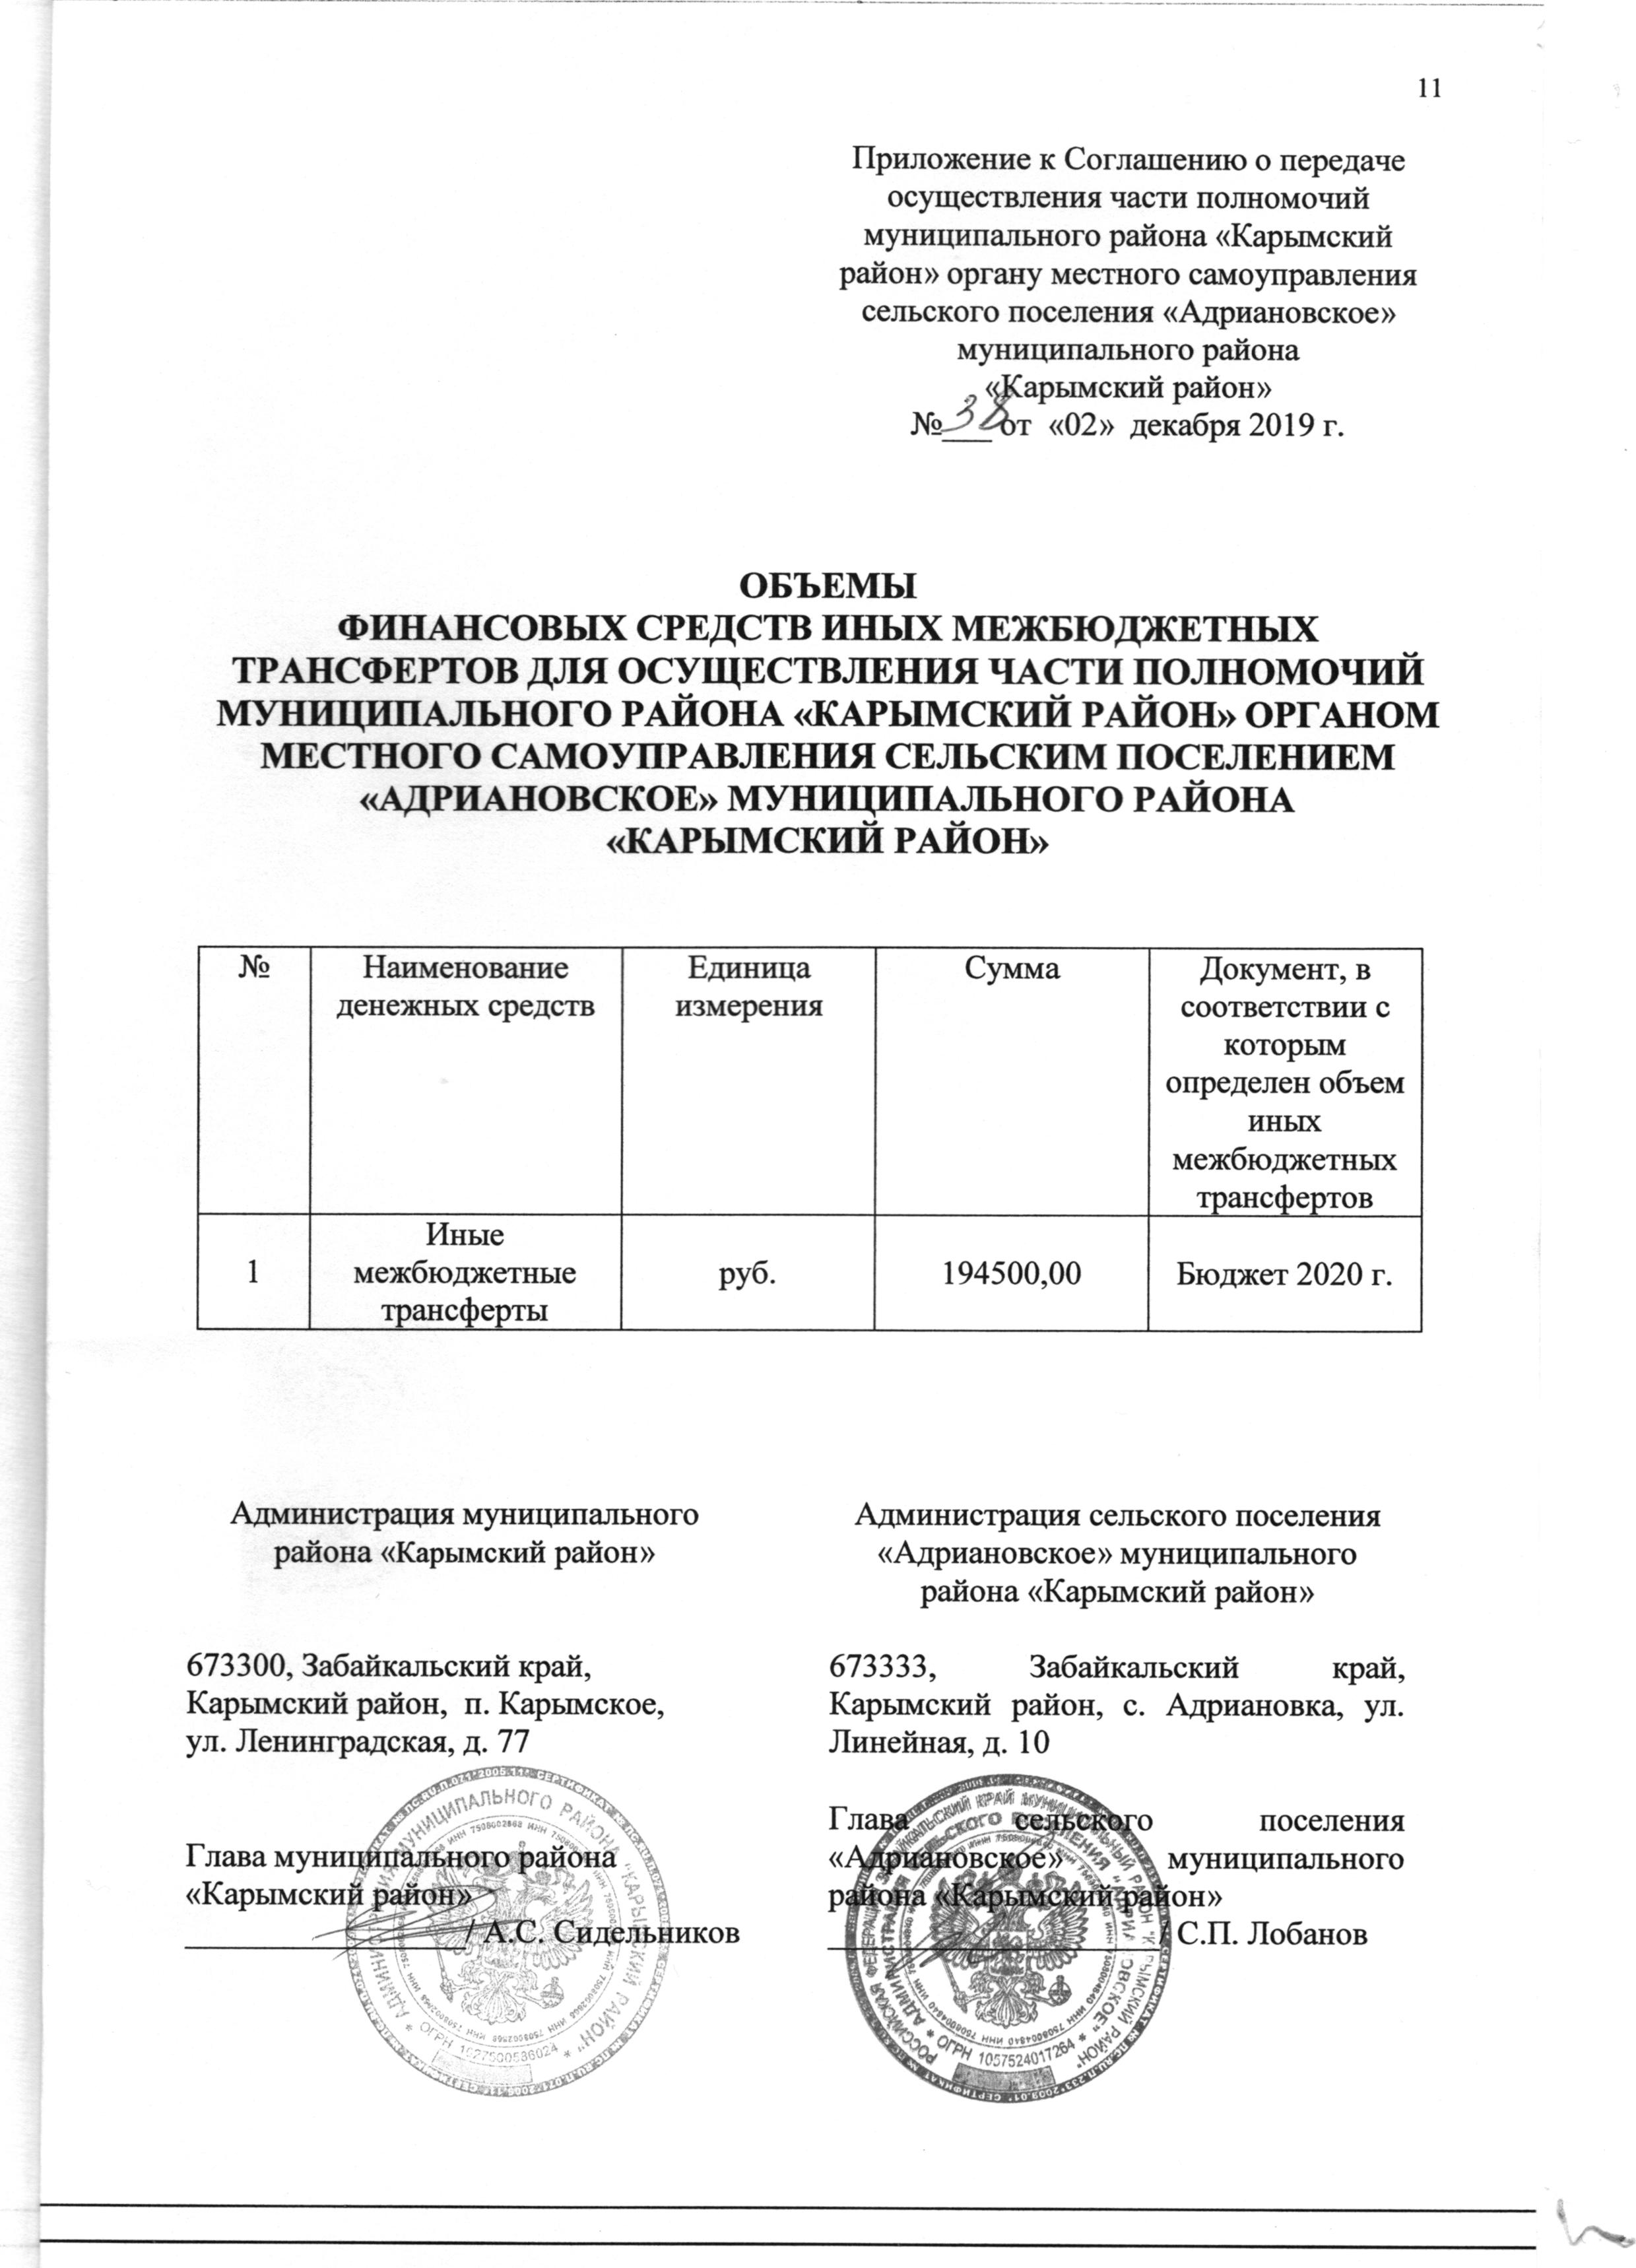 11
Приложение к Соглашению о передаче
осуществления части полномочий
муниципального района «Карымский
район» органу местного самоуправления
сельского поселения «Адриановское»
муниципального района
«Карымский район»
№ 38 от «02» декабря 2019 г.
ОБЪЕМЫ
ФИНАНСОВЫХ СРЕДСТВ ИНЫХ МЕЖБЮДЖЕТНЫХ
ТРАНСФЕРТОВ ДЛЯ ОСУЩЕСТВЛЕНИЯ ЧАСТИ ПОЛНОМОЧИЙ
МУНИЦИПАЛЬНОГО РАЙОНА «КАРЫМСКИЙ РАЙОН» ОРГАНОМ
МЕСТНОГО САМОУПРАВЛЕНИЯ СЕЛЬСКИМ ПОСЕЛЕНИЕМ
«АДРИАНОВСКОЕ» МУНИЦИПАЛЬНОГО РАЙОНА
«КАРЫМСКИЙ РАЙОН»
№
Наименование
денежных средств
Единица
измерения
Сумма
Документ, в
соответствии с
которым
определен объем
иных
межбюджетных
трансфертов
1
Иные
межбюджетные
трансферты
руб.
194500,00
Бюджет 2020 г.
Администрация муниципального
района «Карымский район»
673300, Забайкальский край,
Карымский район, п. Карымское,
ул. Ленинградская, д. 77
Глава муниципального района
«Карымский район»
/ А.С. Сидельников
Администрация сельского поселения
«Адриановское» муниципального
района «Карымский район»
673333, Забайкальский край,
Карымский район, с. Адриановка, ул.
Линейная, д. 10
Глава сельского поселения
«Адриановское» муниципального
района «Карымский район»
/ С.П. Лобанов
МУНИЦИПАЛЬНОГО РАЙОНА "КАРЫМСКИЙ РАЙОН"
ОГРН 1057524017264